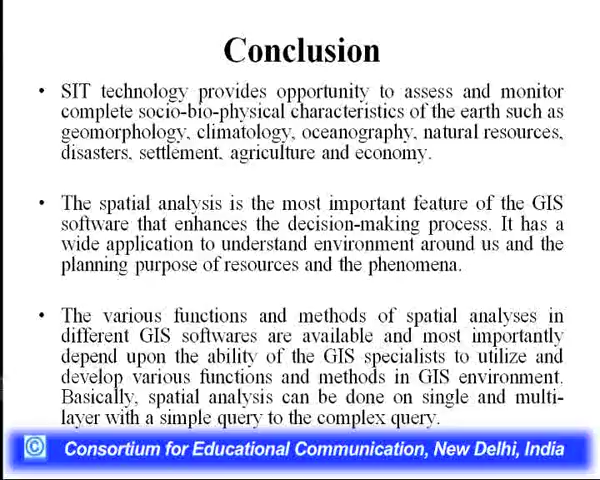 Conclusion
• SIT technology provides opportunity to assess and monitor
complete socio-bio-physical characteristics of the earth such as
geomorphology, climatology, oceanography, natural resources,
disasters, settlement, agriculture and economy.
• The spatial analysis is the most important feature of the GIS
software that enhances the decision-making process. It has a
wide application to understand environment around us and the
planning purpose of resources and the phenomena.
• The various functions and methods of spatial analyses in
different GIS softwares are available and most importantly
depend upon the ability of the GIS specialists to utilize and
develop various functions and methods in GIS environment.
Basically, spatial analysis can be done on single and multi-
layer with a simple query to the complex query.
© Consortium for Educational Communication, New Delhi, India